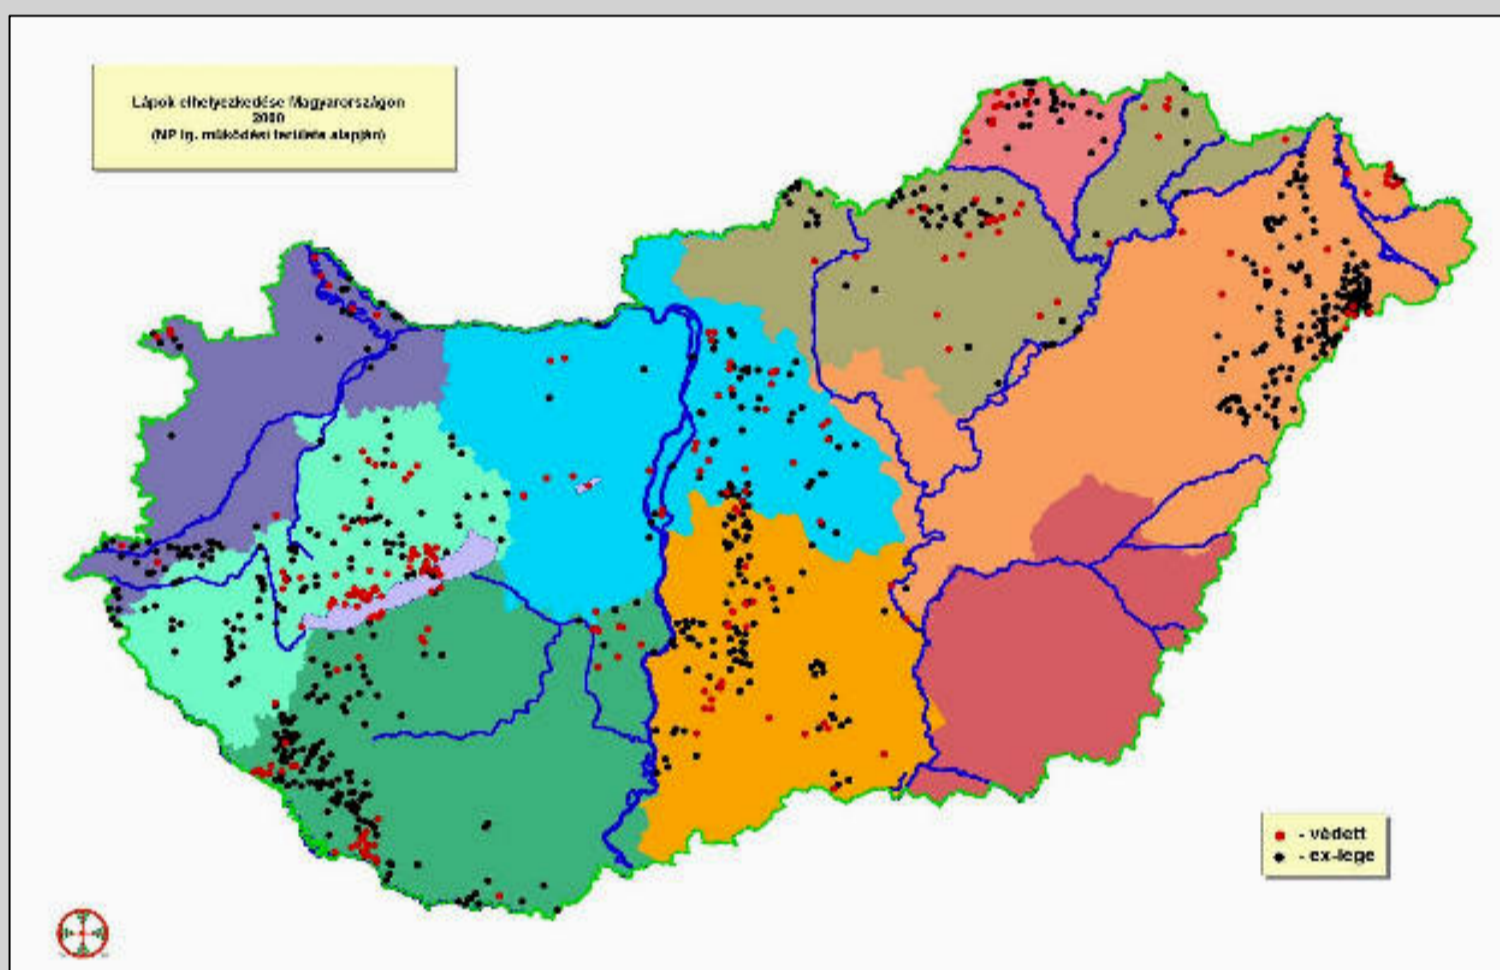 Lápok elhelyezkedése Magyarországon
2000
(NP Ig. működési területe alapján)
- védett
- ex-lege